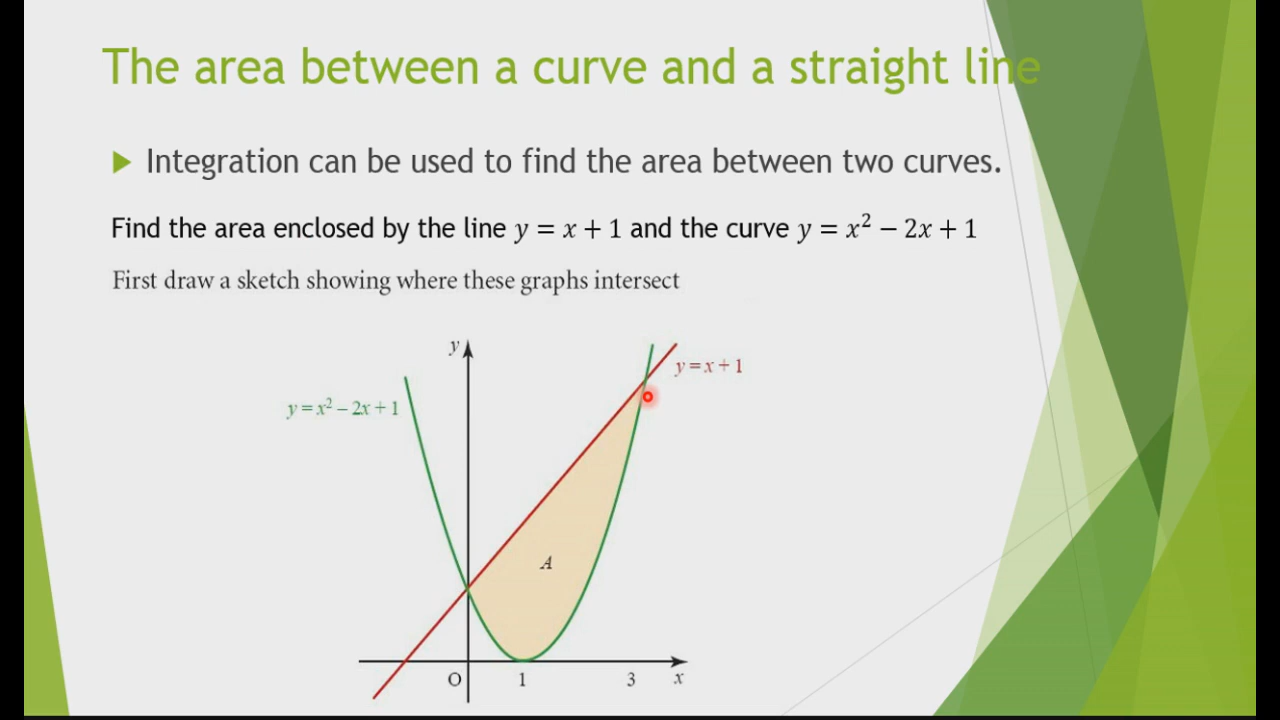 The area between a curve and a straight line
Integration can be used to find the area between two curves.
Find the area enclosed by the line y = x + 1 and the curve y = x² − 2x + 1
First draw a sketch showing where these graphs intersect
y
y = x + 1
y = x² − 2x + 1
A
O 1 3 x